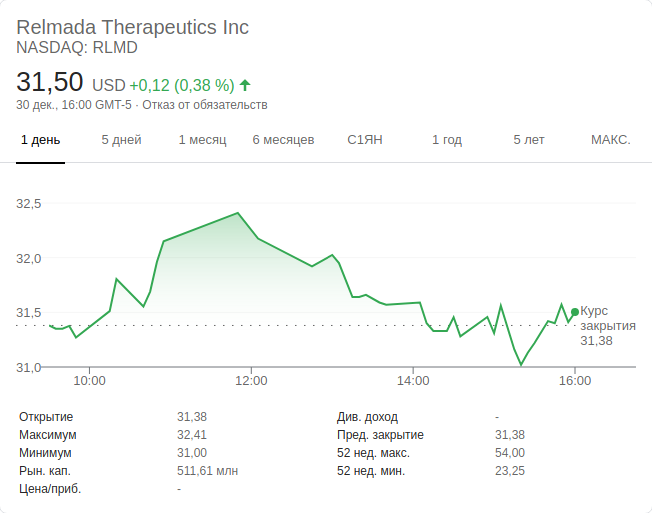 Relmada Therapeutics Inc
NASDAQ: RLMD
31,50 USD +0,12 (0,38 %)
30 дек., 16:00 GMT-5 · Отказ от обязательств
1 день 5 дней 1 месяц 6 месяцев С1ЯН 1 год 5 лет МАКС.
32,5
32,0
31,5
31,0
Курс
закрытия
31,38
10:00 12:00 14:00 16:00
Открытие 31,38 Див. доход -
Максимум 32,41 Пред. закрытие 31,38
Минимум 31,00 52 нед. макс. 54,00
Рын. кап. 511,61 млн 52 нед. мин. 23,25
Цена/приб. -